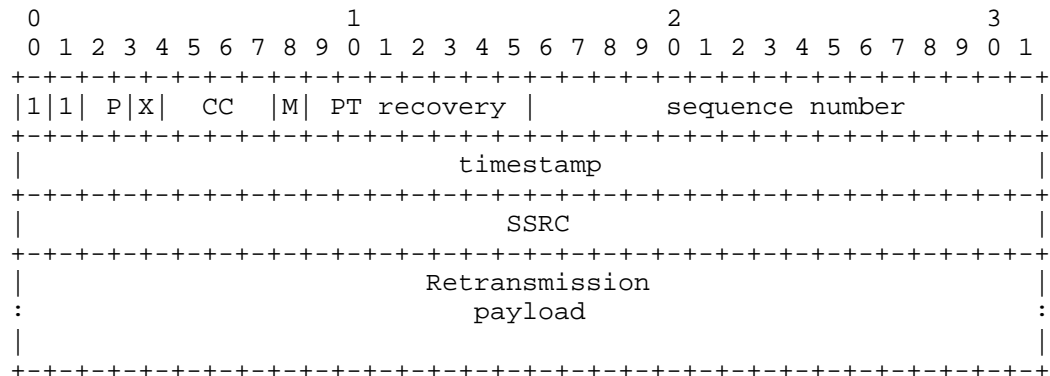 0                   1                   2                   3
 0 1 2 3 4 5 6 7 8 9 0 1 2 3 4 5 6 7 8 9 0 1 2 3 4 5 6 7 8 9 0 1
+-+-+-+-+-+-+-+-+-+-+-+-+-+-+-+-+-+-+-+-+-+-+-+-+-+-+-+-+-+-+-+-+
|1|1| P|X|  CC   |M| PT recovery |        sequence number        |
+-+-+-+-+-+-+-+-+-+-+-+-+-+-+-+-+-+-+-+-+-+-+-+-+-+-+-+-+-+-+-+-+
|                           timestamp                           |
+-+-+-+-+-+-+-+-+-+-+-+-+-+-+-+-+-+-+-+-+-+-+-+-+-+-+-+-+-+-+-+-+
|                              SSRC                             |
+-+-+-+-+-+-+-+-+-+-+-+-+-+-+-+-+-+-+-+-+-+-+-+-+-+-+-+-+-+-+-+-+
|                         Retransmission                        |
:                            payload                            :
|                                                               |
+-+-+-+-+-+-+-+-+-+-+-+-+-+-+-+-+-+-+-+-+-+-+-+-+-+-+-+-+-+-+-+-+